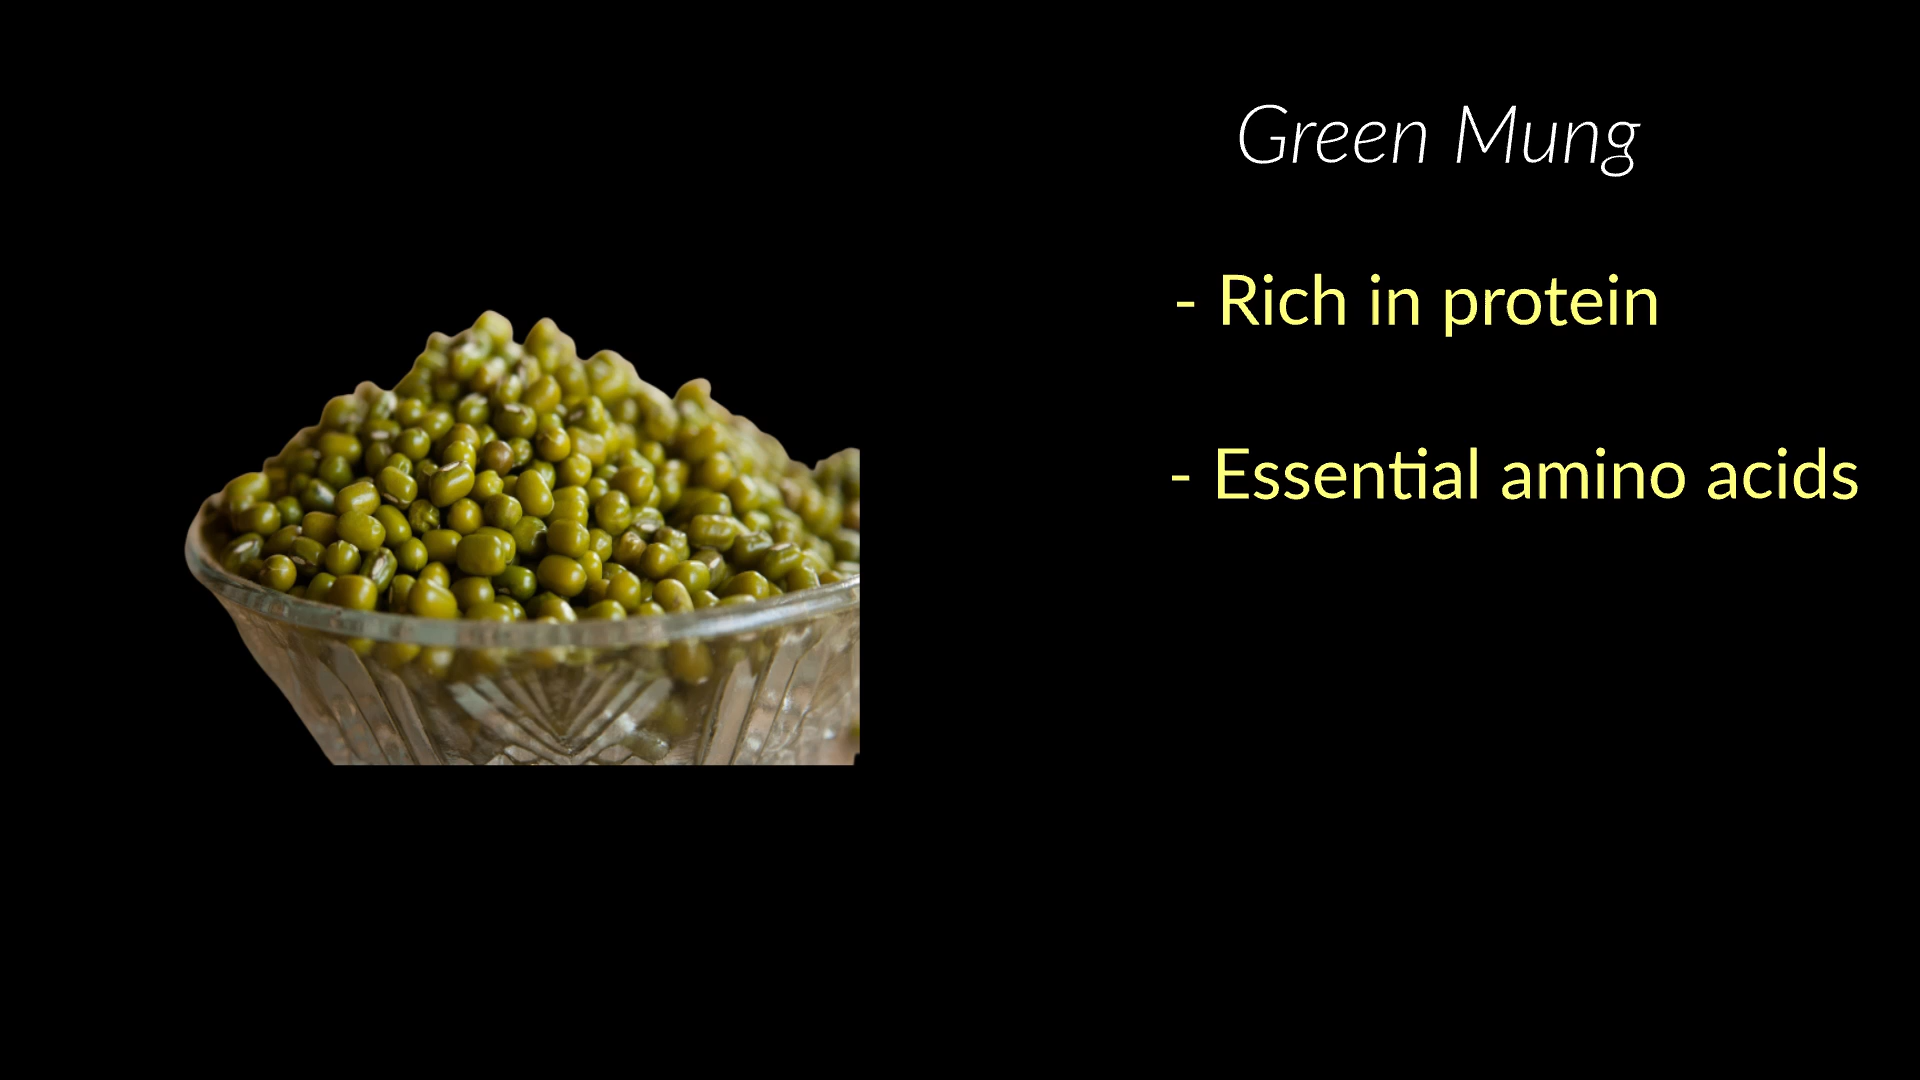 Green Mung
- Rich in protein
- Essential amino acids